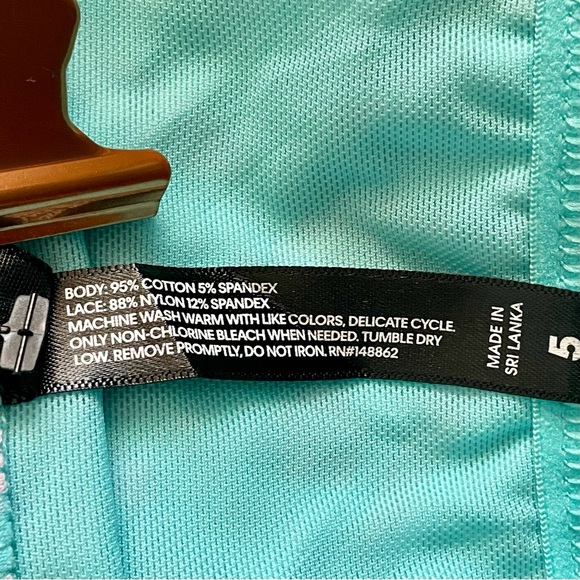 BODY: 95% COTTON 5% SPANDEX
LACE: 88% NYLON 12% SPANDEX
MACHINE WASH WARM WITH LIKE COLORS, DELICATE CYCLE.
ONLY NON-CHLORINE BLEACH WHEN NEEDED. TUMBLE DRY
LOW. REMOVE PROMPTLY, DO NOT IRON. RN#148862
MADE IN
SRI LANKA
5